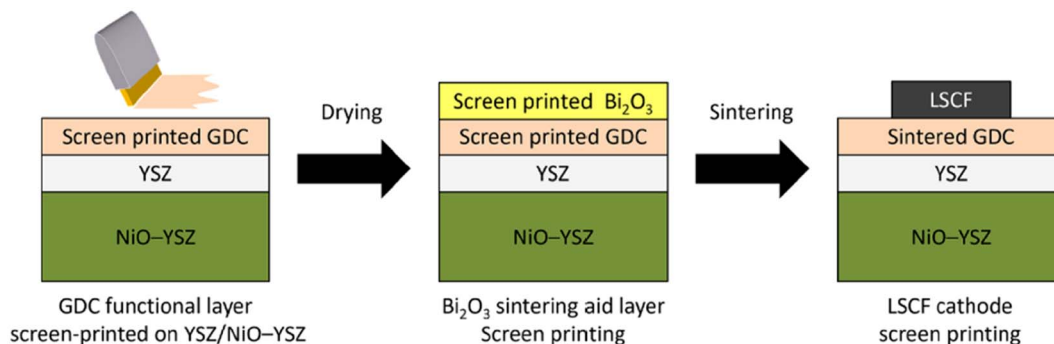 Screen printed GDC
YSZ
NiO–YSZ
GDC functional layer
screen-printed on YSZ/NiO–YSZ
Drying
Screen printed Bi₂O₃
Screen printed GDC
YSZ
NiO–YSZ
Bi₂O₃ sintering aid layer
Screen printing
Sintering
LSCF
Sintered GDC
YSZ
NiO–YSZ
LSCF cathode
screen printing